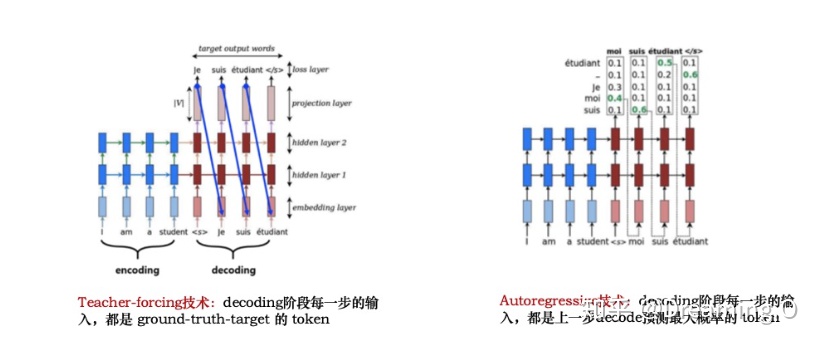 target output words
Je suis étudiant </s>
loss layer
|V|
projection layer
hidden layer 2
hidden layer 1
embedding layer
I am a student <s> Je suis étudiant
encoding decoding
Teacher-forcing技术：decoding阶段每一步的输
入，都是 ground-truth-target 的 token
moi suis étudiant </s>
étudiant 0.1 0.1 0.5 0.1
- 0.1 0.1 0.2 0.6
Je 0.3 0.1 0.1 0.1
moi 0.4 0.1 0.1 0.1
suis 0.1 0.6 0.1 0.1
I am a student <s> moi suis étudiant
Autoregressive技术：decoding阶段每一步的输
入，都是上一步decode预测最大概率的 token
知乎 @Dreaming_O